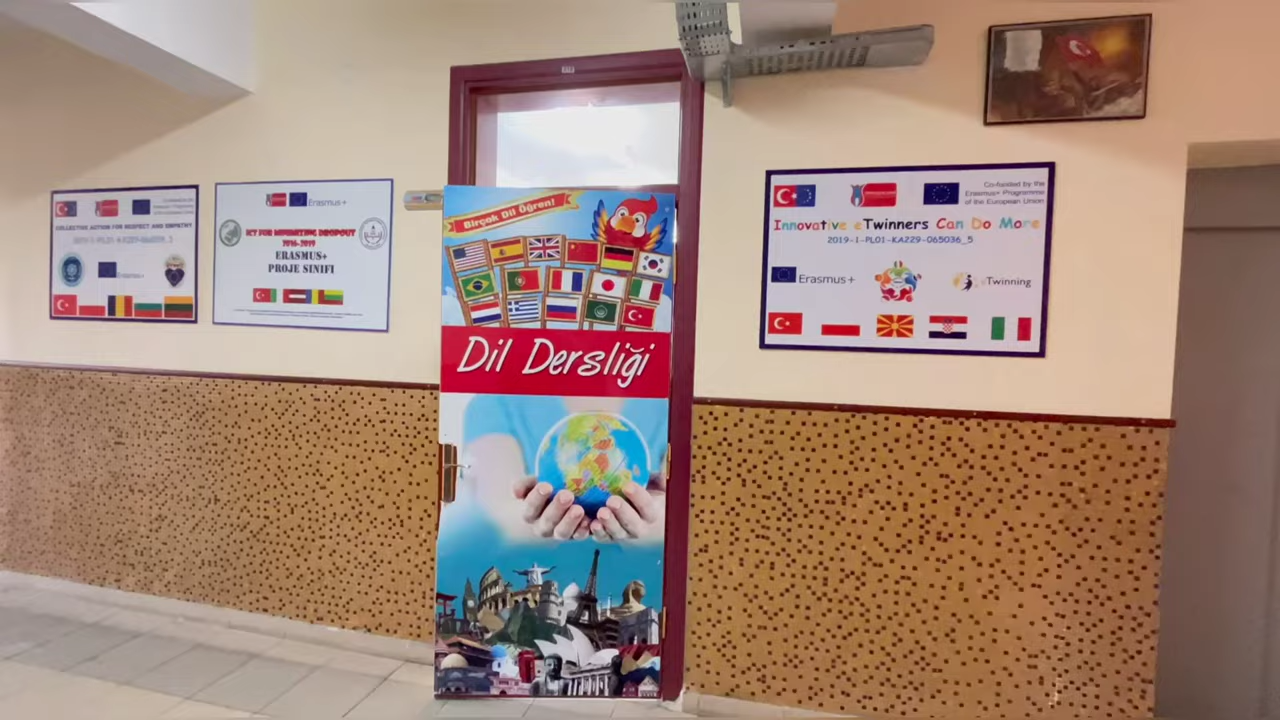 COLLECTIVE ACTION FOR RESPECT AND EMPATHY
Erasmus+
Erasmus+
ICT FOR MINIMIZING DROPOUT
2016-2019
ERASMUS+
PROJE SINIFI
Birçok Dil Öğren!
Dil Dersliği
Co-funded by the
Erasmus+ Programme
of the European Union
Innovative eTwinners Can Do More
2019-1-PL01-KA229-065036_5
Erasmus+
eTwinning